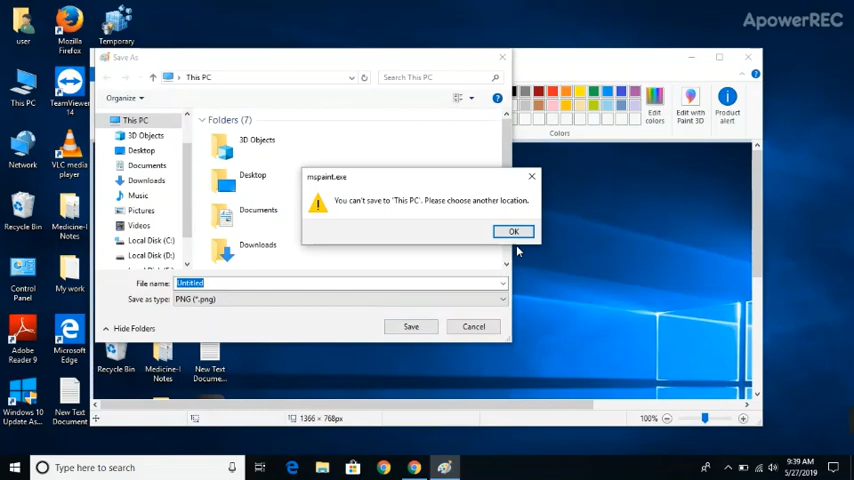 ApowerREC
user
Mozilla
Firefox
Temporary
This PC
TeamViewer
14
Network
VLC media
player
Recycle Bin
Medicine-I
Notes
Control
Panel
My work
Adobe
Reader 9
Microsoft
Edge
Windows 10
Update As...
New Text
Document
Save As
This PC
Search This PC
Organize
This PC
3D Objects
Desktop
Documents
Downloads
Music
Pictures
Videos
Local Disk (C:)
Local Disk (D:)
Folders (7)
3D Objects
Desktop
Documents
Downloads
File name:
Untitled
Save as type:
PNG (*.png)
Hide Folders
Save
Cancel
mspaint.exe
You can't save to 'This PC'. Please choose another location.
OK
Edit
colors
Edit with
Paint 3D
Product
alert
Colors
Recycle Bin
Medicine-I
Notes
New Text
Docume...
1366 × 768px
100%
Type here to search
9:39 AM
5/27/2019